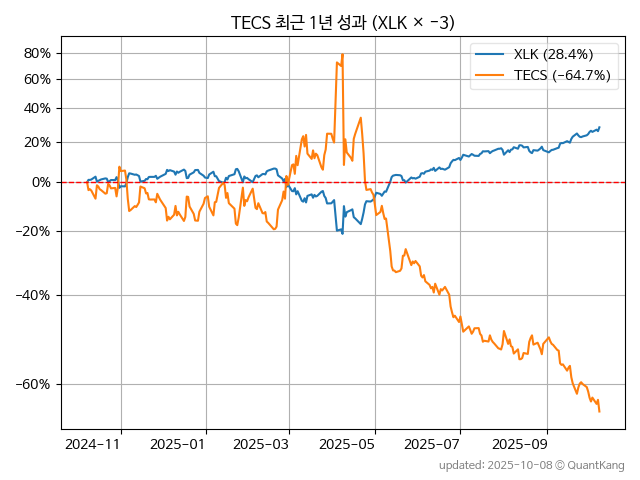 TECS 최근 1년 성과 (XLK × −3)
XLK (28.4%)
TECS (−64.7%)
80%
60%
40%
20%
0%
−20%
−40%
−60%
2024−11 2025−01 2025−03 2025−05 2025−07 2025−09
updated: 2025-10-08 © QuantKang